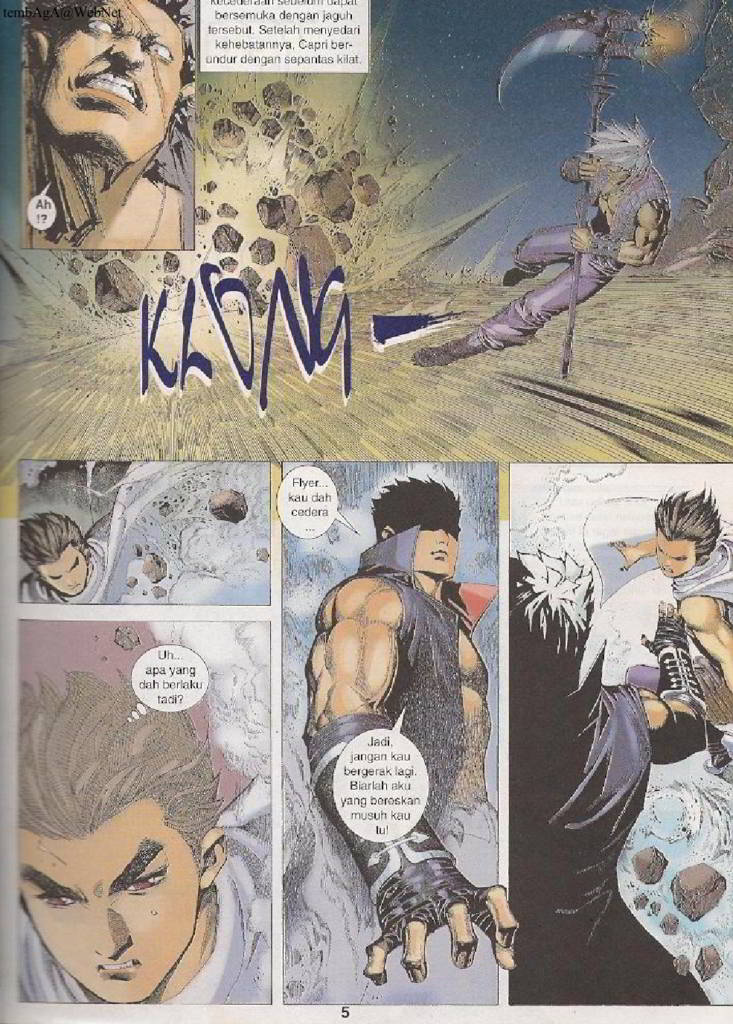 tembAgA@WebNet
kecederaan sebelum dapat
bersemuka dengan jaguh
tersebut. Setelah menyedari
kehebatannya, Capri ber-
undur dengan sepantas kilat.
Ah
!?
KLONG
Flyer...
kau dah
cedera
...
Uh...
apa yang
dah berlaku
tadi?
Jadi,
jangan kau
bergerak lagi.
Biarlah aku
yang bereskan
musuh kau
tu!
5